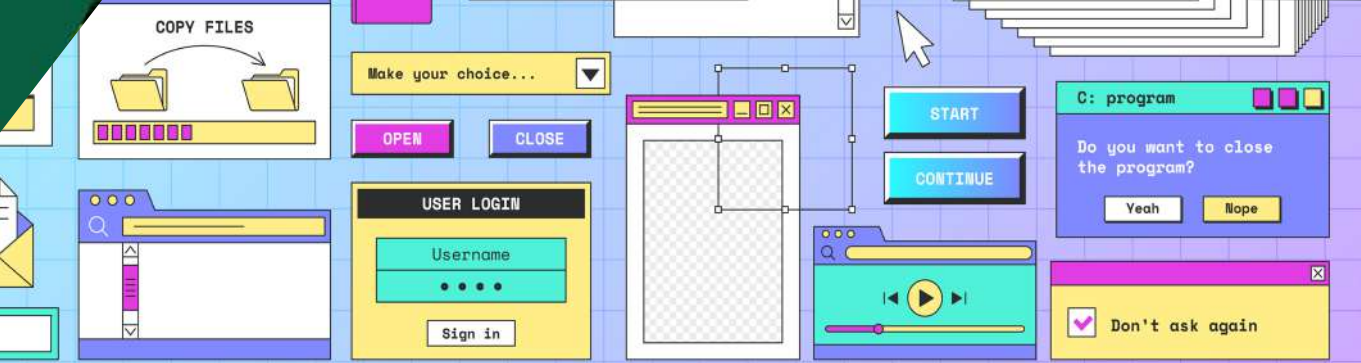 COPY FILES
Make your choice...
OPEN
CLOSE
USER LOGIN
Username
Sign in
START
CONTINUE
C: program
Do you want to close
the program?
Yeah
Nope
Don't ask again